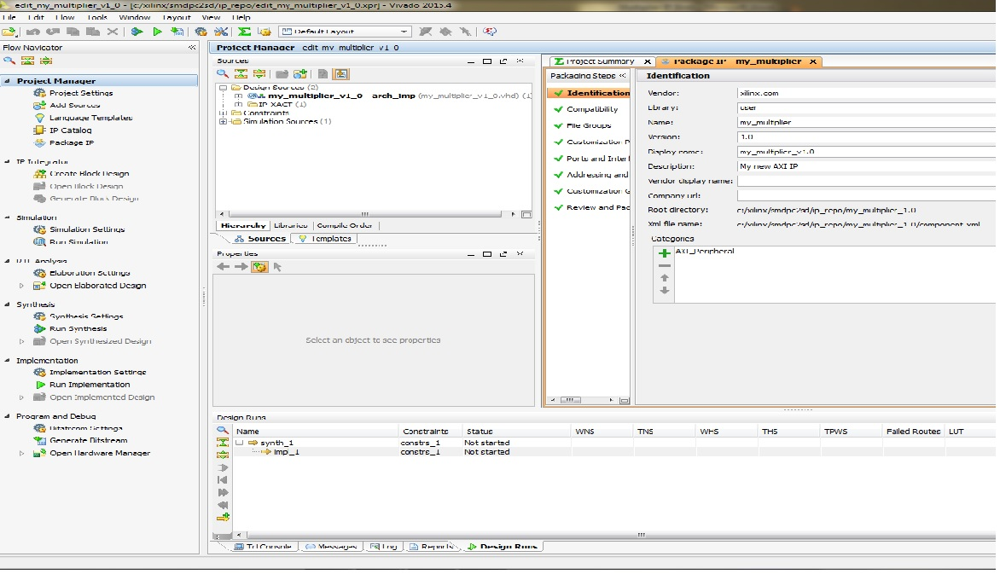 edit_my_multiplier_v1_0 - [c:/xilinx/smdpc2sd/ip_repo/edit_my_multiplier_v1_0.xpr] - Vivado 2015.4
File Edit Flow Tools Window Layout View Help
Default Layout
Flow Navigator
Project Manager
Project Settings
Add Sources
Language Templates
IP Catalog
Package IP
IP Integrator
Create Block Design
Open Block Design
Generate Block Design
Simulation
Simulation Settings
Run Simulation
RTL Analysis
Elaboration Settings
Open Elaborated Design
Synthesis
Synthesis Settings
Run Synthesis
Open Synthesized Design
Implementation
Implementation Settings
Run Implementation
Open Implemented Design
Program and Debug
Bitstream Settings
Generate Bitstream
Open Hardware Manager
Project Manager - edit_my_multiplier_v1_0
Sources
Design Sources (2)
my_multiplier_v1_0 - arch_imp (my_multiplier_v1_0.vhd) (1
IP-XACT (1)
Constraints
Simulation Sources (1)
Hierarchy Libraries Compile Order
Sources Templates
Properties
Select an object to see properties
Project Summary Package IP - my_multiplier
Packaging Steps
Identification
Compatibility
File Groups
Customization P
Ports and Interf
Addressing and
Customization G
Review and Pac
Identification
Vendor: xilinx.com
Library: user
Name: my_multiplier
Version: 1.0
Display name: my_multiplier_v1.0
Description: My new AXI IP
Vendor display name:
Company url:
Root directory: c:/xilinx/smdpc2sd/ip_repo/my_multiplier_1.0
Xml file name: c:/xilinx/smdpc2sd/ip_repo/my_multiplier_1.0/component.xml
Categories
AXI_Peripheral
Design Runs
Name Constraints Status WNS TNS WHS THS TPWS Failed Routes LUT
synth_1 constrs_1 Not started
impl_1 constrs_1 Not started
Tcl Console Messages Log Reports Design Runs